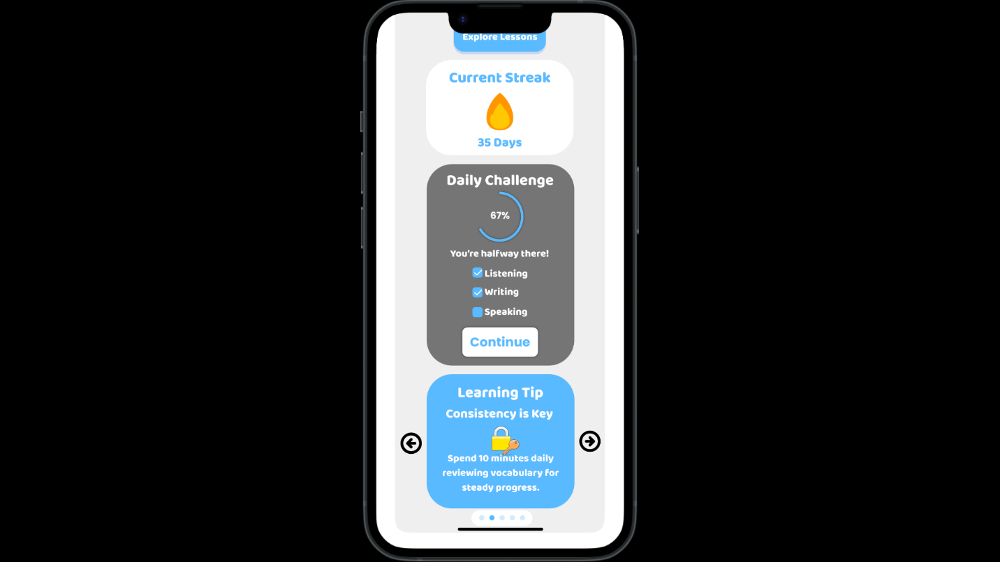 Explore Lessons
Current Streak
35 Days
Daily Challenge
67%
You're halfway there!
Listening
Writing
Speaking
Continue
Learning Tip
Consistency is Key
Spend 10 minutes daily
reviewing vocabulary for
steady progress.